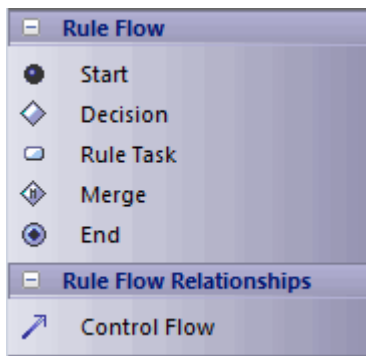 Rule Flow
Start
Decision
Rule Task
Merge
End
Rule Flow Relationships
Control Flow